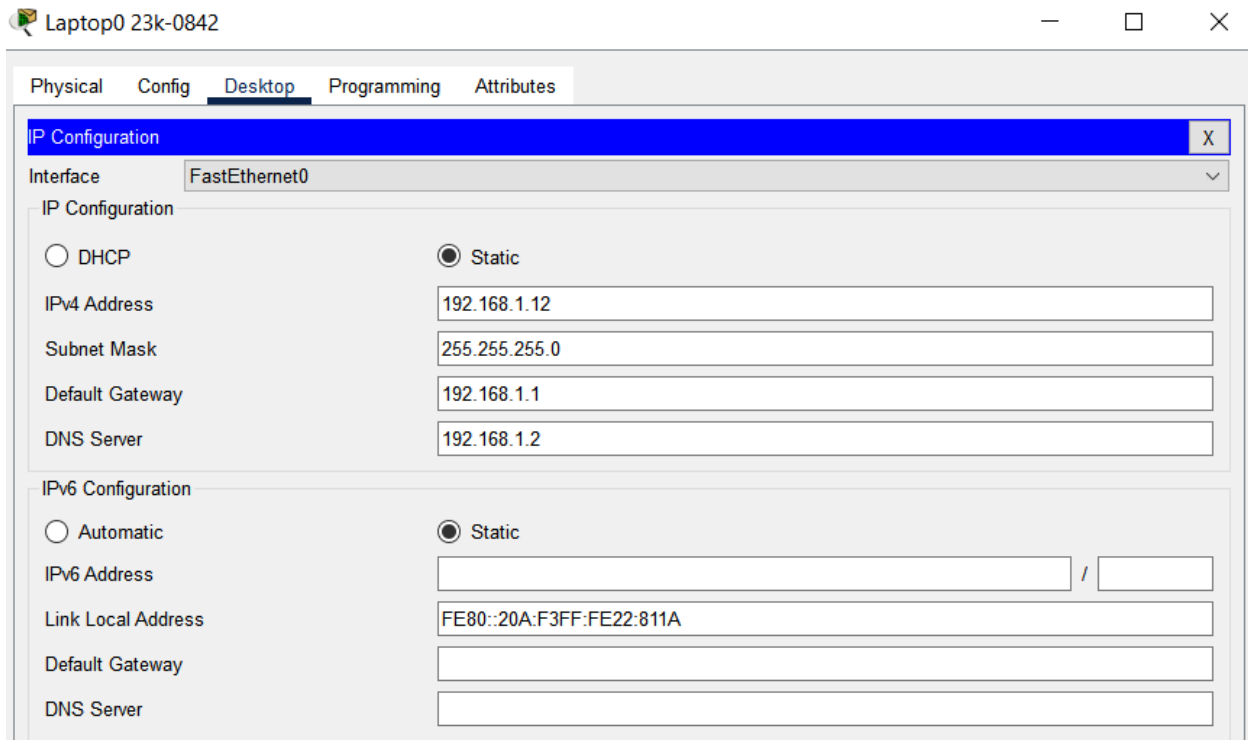 Laptop0 23k-0842
Physical Config Desktop Programming Attributes
IP Configuration X
Interface FastEthernet0
IP Configuration
DHCP Static
IPv4 Address 192.168.1.12
Subnet Mask 255.255.255.0
Default Gateway 192.168.1.1
DNS Server 192.168.1.2
IPv6 Configuration
Automatic Static
IPv6 Address /
Link Local Address FE80::20A:F3FF:FE22:811A
Default Gateway
DNS Server